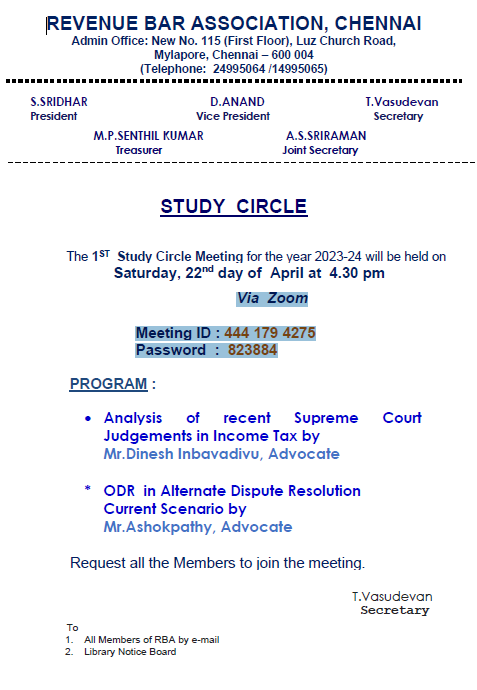 REVENUE BAR ASSOCIATION, CHENNAI
Admin Office: New No. 115 (First Floor), Luz Church Road,
Mylapore, Chennai – 600 004
(Telephone: 24995064 /14995065)
S.SRIDHAR D.ANAND T.Vasudevan
President Vice President Secretary
M.P.SENTHIL KUMAR A.S.SRIRAMAN
Treasurer Joint Secretary
STUDY CIRCLE
The 1ST Study Circle Meeting for the year 2023-24 will be held on
Saturday, 22nd day of April at 4.30 pm
Via Zoom
Meeting ID : 444 179 4275
Password : 823884
PROGRAM :
• Analysis of recent Supreme Court
Judgements in Income Tax by
Mr.Dinesh Inbavadivu, Advocate
* ODR in Alternate Dispute Resolution
Current Scenario by
Mr.Ashokpathy, Advocate
Request all the Members to join the meeting.
T.Vasudevan
Secretary
To
1. All Members of RBA by e-mail
2. Library Notice Board